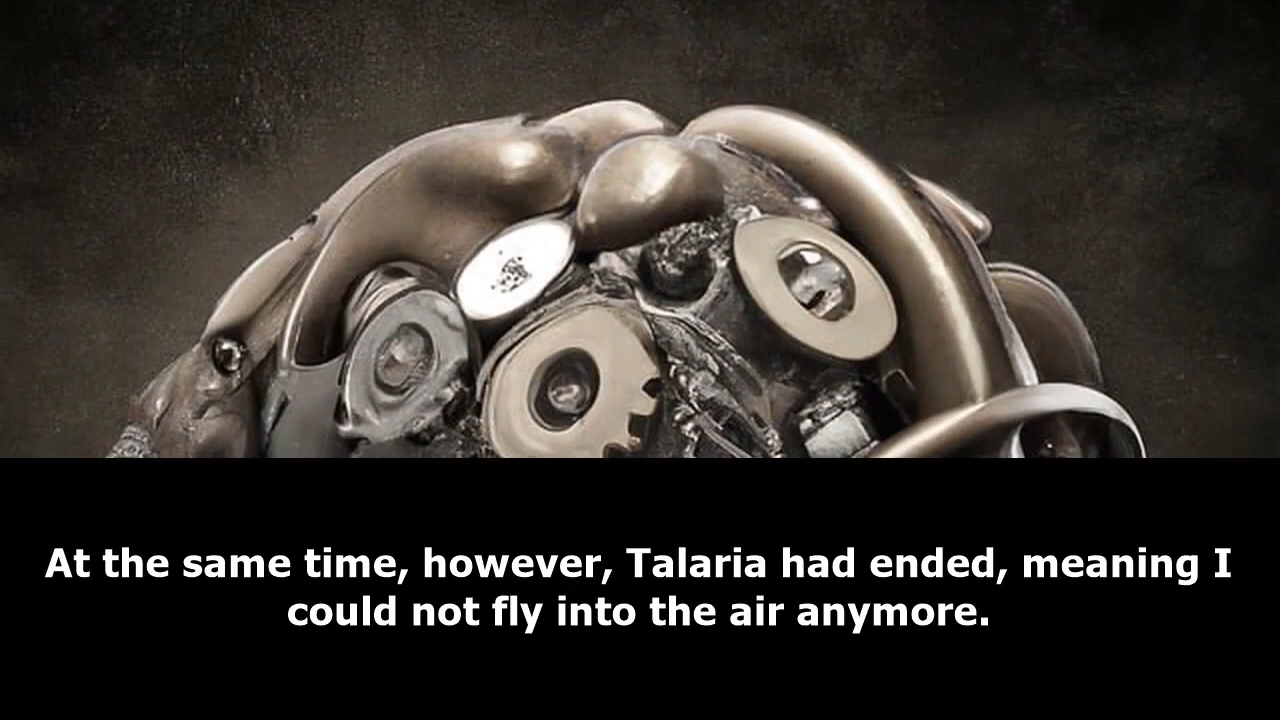 At the same time, however, Talaria had ended, meaning I
could not fly into the air anymore.